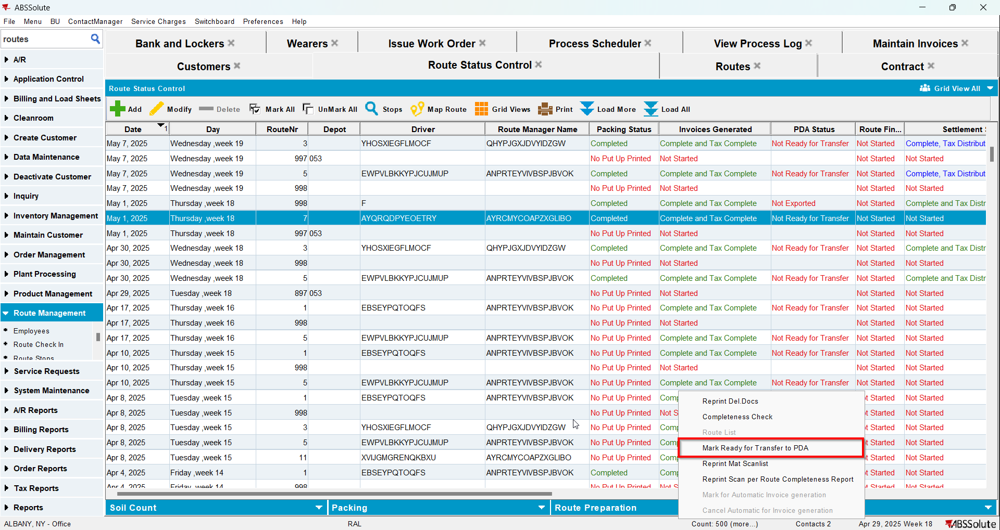 ABSSolute
File Menu BU ContactManager Service Charges Switchboard Preferences Help
routes
Bank and Lockers Wearers Issue Work Order Process Scheduler View Process Log Maintain Invoices
Customers Route Status Control Routes Contract
Route Status Control Grid View All
Add Modify Delete Mark All UnMark All Stops Map Route Grid Views Print Load More Load All
A/R
Application Control
Billing and Load Sheets
Cleanroom
Create Customer
Data Maintenance
Deactivate Customer
Inquiry
Inventory Management
Maintain Customer
Order Management
Plant Processing
Product Management
Route Management
Employees
Route Check In
Route Stops
Service Requests
System Maintenance
A/R Reports
Billing Reports
Delivery Reports
Order Reports
Tax Reports
Reports
Date 1 Day RouteNr Depot Driver Route Manager Name Packing Status Invoices Generated PDA Status Route Fin... Settlement S
May 7, 2025 Wednesday ,week 19 3 YHOSXIEGFLMOCF QHYPJGXJDVYIDZGW Completed Complete and Tax Complete Not Ready for Transfer Not Started Complete, Tax Distribut
May 7, 2025 Wednesday ,week 19 997 053 No Put Up Printed Not Started Not Started Not Started
May 7, 2025 Wednesday ,week 19 5 EWPVLBKKYPJCUJMUP ANPRTEYVIVBSPJBVOK Completed Complete and Tax Complete Not Ready for Transfer Not Started Complete, Tax Distribut
May 7, 2025 Wednesday ,week 19 998 No Put Up Printed Not Started Not Started Not Started
May 1, 2025 Thursday ,week 18 998 F Completed Complete and Tax Complete Not Exported Not Started Complete and Tax Distr
May 1, 2025 Thursday ,week 18 7 AYQRQDPYEOETRY AYRCMYCOAPZXGLIBO Completed Complete and Tax Complete Not Ready for Transfer Not Started Not Started
May 1, 2025 Thursday ,week 18 997 053 No Put Up Printed Not Started Not Started Not Started
Apr 30, 2025 Wednesday ,week 18 3 YHOSXIEGFLMOCF QHYPJGXJDVYIDZGW Completed Complete and Tax Complete Not Ready for Transfer Not Started Complete and Tax Distr
Apr 30, 2025 Wednesday ,week 18 998 No Put Up Printed Not Started Not Started Not Started
Apr 30, 2025 Wednesday ,week 18 5 EWPVLBKKYPJCUJMUP ANPRTEYVIVBSPJBVOK Completed Complete and Tax Complete Not Ready for Transfer Not Started Complete and Tax Distr
Apr 29, 2025 Tuesday ,week 18 897 053 No Put Up Printed Not Started Not Started Not Started
Apr 17, 2025 Thursday ,week 16 1 EBSEYPQTOQFS ANPRTEYVIVBSPJBVOK No Put Up Printed Complete and Tax Complete Not Ready for Transfer Not Started Not Started
Apr 17, 2025 Thursday ,week 16 998 No Put Up Printed Not Started Not Started Not Started
Apr 17, 2025 Thursday ,week 16 5 EWPVLBKKYPJCUJMUP ANPRTEYVIVBSPJBVOK No Put Up Printed Complete and Tax Complete Not Ready for Transfer Not Started Not Started
Apr 10, 2025 Thursday ,week 15 1 EBSEYPQTOQFS ANPRTEYVIVBSPJBVOK No Put Up Printed Complete and Tax Complete Not Ready for Transfer Not Started Not Started
Apr 10, 2025 Thursday ,week 15 998 No Put Up Printed Not Started Not Started Not Started
Apr 10, 2025 Thursday ,week 15 5 EWPVLBKKYPJCUJMUP ANPRTEYVIVBSPJBVOK No Put Up Printed Complete and Tax Complete Not Ready for Transfer Not Started Not Started
Apr 8, 2025 Tuesday ,week 15 1 EBSEYPQTOQFS ANPRTEYVIVBSPJBVOK No Put Up Printed Comp t Started Not Started
Apr 8, 2025 Tuesday ,week 15 998 No Put Up Printed Not S t Started Not Started
Apr 8, 2025 Tuesday ,week 15 3 YHOSXIEGFLMOCF QHYPJGXJDVYIDZGW No Put Up Printed Comp t Started Not Started
Apr 8, 2025 Tuesday ,week 15 5 EWPVLBKKYPJCUJMUP ANPRTEYVIVBSPJBVOK No Put Up Printed Comp t Started Not Started
Apr 8, 2025 Tuesday ,week 15 11 XVIJGMGRENQKBXU AYRCMYCOAPZXGLIBO No Put Up Printed Comp t Started Not Started
Apr 4, 2025 Friday ,week 14 1 EBSEYPQTOQFS ANPRTEYVIVBSPJBVOK Completed Comp t Started Not Started
Apr 4, 2025 Friday ,week 14 998 No Put Up Printed Not S t Started Not Started
Reprint Del.Docs
Completeness Check
Route List
Mark Ready for Transfer to PDA
Reprint Mat Scanlist
Reprint Scan per Route Completeness Report
Mark for Automatic Invoice generation
Cancel Automatic for Invoice generation
Soil Count Packing Route Preparation
ALBANY, NY - Office RAL Count: 500 (more...) Contacts 2 Apr 29, 2025 Week 18 ABSSolute